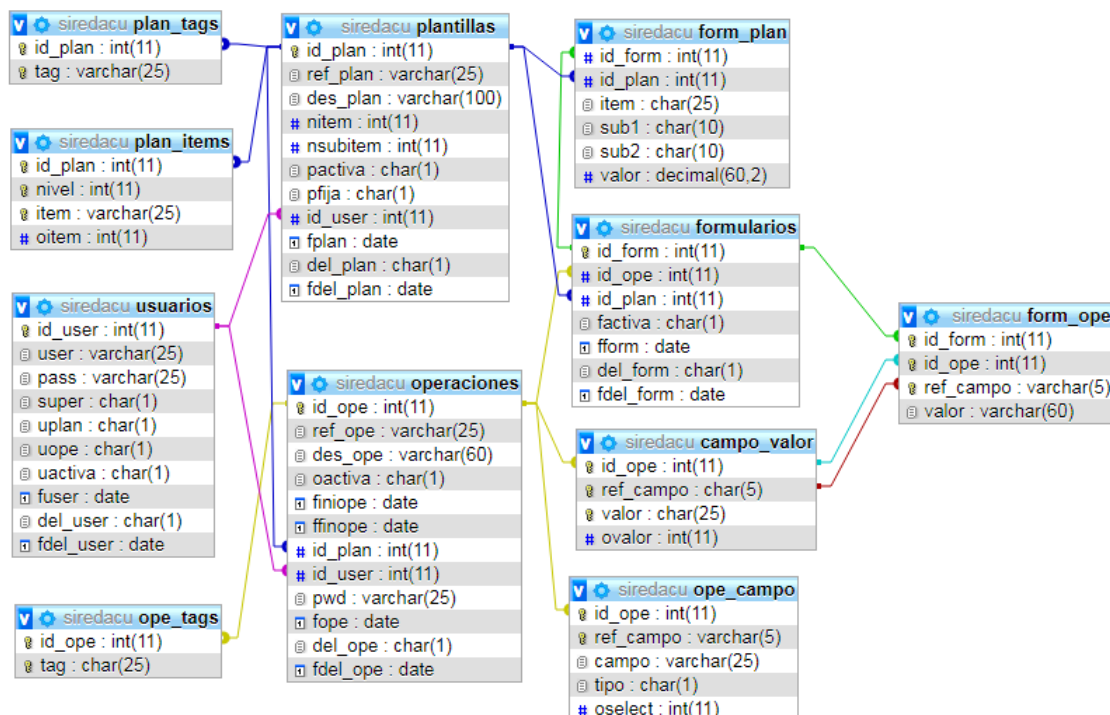 siredacu plan_tags
id_plan : int(11)
tag : varchar(25)
siredacu plan_items
id_plan : int(11)
nivel : int(11)
item : varchar(25)
oitem : int(11)
siredacu usuarios
id_user : int(11)
user : varchar(25)
pass : varchar(25)
super : char(1)
uplan : char(1)
uope : char(1)
uactiva : char(1)
fuser : date
del_user : char(1)
fdel_user : date
siredacu ope_tags
id_ope : int(11)
tag : char(25)
siredacu plantillas
id_plan : int(11)
ref_plan : varchar(25)
des_plan : varchar(100)
nitem : int(11)
nsubitem : int(11)
pactiva : char(1)
pfija : char(1)
id_user : int(11)
fplan : date
del_plan : char(1)
fdel_plan : date
siredacu operaciones
id_ope : int(11)
ref_ope : varchar(25)
des_ope : varchar(60)
oactiva : char(1)
finiope : date
ffinope : date
id_plan : int(11)
id_user : int(11)
pwd : varchar(25)
fope : date
del_ope : char(1)
fdel_ope : date
siredacu form_plan
id_form : int(11)
id_plan : int(11)
item : char(25)
sub1 : char(10)
sub2 : char(10)
valor : decimal(60,2)
siredacu formularios
id_form : int(11)
id_ope : int(11)
id_plan : int(11)
factiva : char(1)
fform : date
del_form : char(1)
fdel_form : date
siredacu campo_valor
id_ope : int(11)
ref_campo : char(5)
valor : char(25)
ovalor : int(11)
siredacu ope_campo
id_ope : int(11)
ref_campo : varchar(5)
campo : varchar(25)
tipo : char(1)
oselect : int(11)
siredacu form_ope
id_form : int(11)
id_ope : int(11)
ref_campo : varchar(5)
valor : varchar(60)